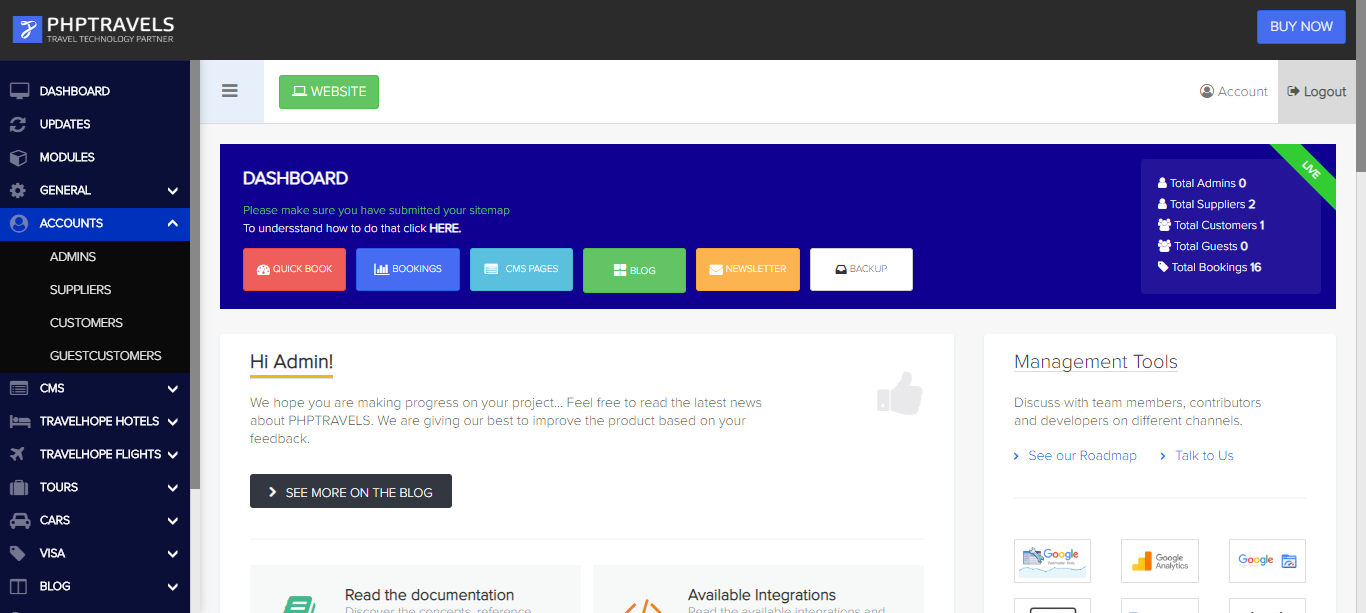 PHPTRAVELS
TRAVEL TECHNOLOGY PARTNER
BUY NOW
DASHBOARD
UPDATES
MODULES
GENERAL
ACCOUNTS
ADMINS
SUPPLIERS
CUSTOMERS
GUESTCUSTOMERS
CMS
TRAVELHOPE HOTELS
TRAVELHOPE FLIGHTS
TOURS
CARS
VISA
BLOG
WEBSITE
Account
Logout
DASHBOARD
Please make sure you have submitted your sitemap
To undersstand how to do that click HERE.
QUICK BOOK
BOOKINGS
CMS PAGES
BLOG
NEWSLETTER
BACKUP
LIVE
Total Admins 0
Total Suppliers 2
Total Customers 1
Total Guests 0
Total Bookings 16
Hi Admin!
We hope you are making progress on your project... Feel free to read the latest news
about PHPTRAVELS. We are giving our best to improve the product based on your
feedback.
SEE MORE ON THE BLOG
Read the documentation
Discover the concepts, reference
Available Integrations
Read the available integrations and
Management Tools
Discuss with team members, contributors
and developers on different channels.
See our Roadmap
Talk to Us
Google
Google
Analytics
Google